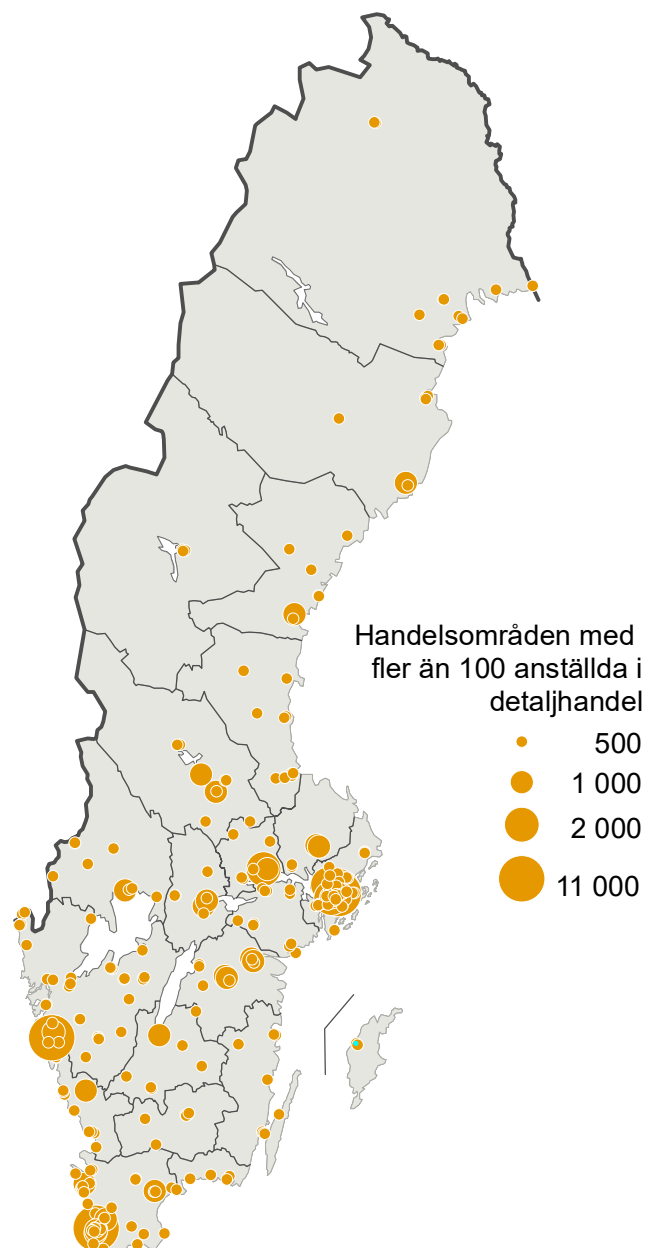 Handelsområden med
fler än 100 anställda i
detaljhandel
500
1 000
2 000
11 000